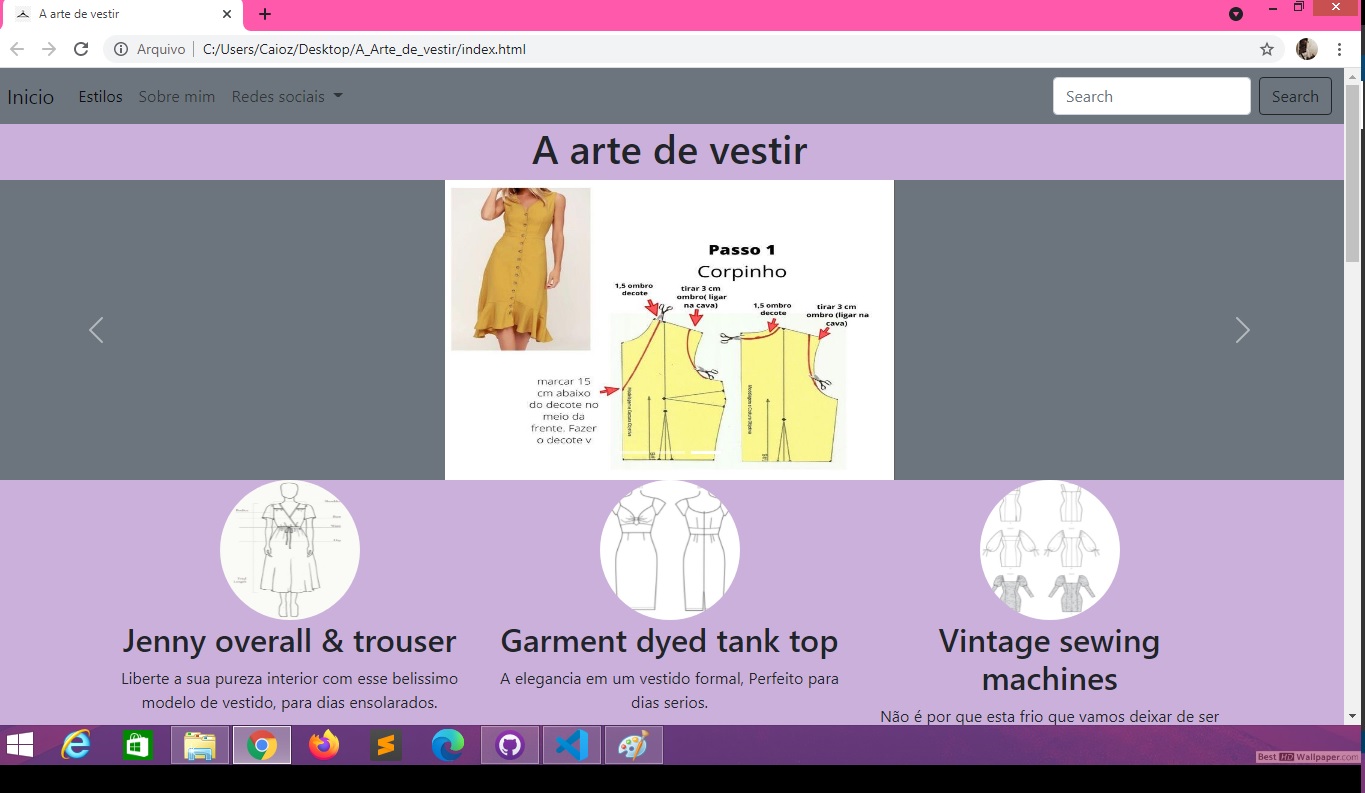 A arte de vestir
Arquivo
C:/Users/Caioz/Desktop/A_Arte_de_vestir/index.html
Inicio
Estilos
Sobre mim
Redes sociais
Search
Search
A arte de vestir
Passo 1
Corpinho
1,5 ombro
decote
tirar 3 cm
ombro( ligar
na cava)
1,5 ombro
decote
tirar 3 cm
ombro (ligar na
cava)
marcar 15
cm abaixo
do decote no
meio da
frente. Fazer
o decote v
Jenny overall & trouser
Liberte a sua pureza interior com esse belissimo
modelo de vestido, para dias ensolarados.
Garment dyed tank top
A elegancia em um vestido formal, Perfeito para
dias serios.
Vintage sewing
machines
Não é por que esta frio que vamos deixar de ser
Best HD Wallpaper.com